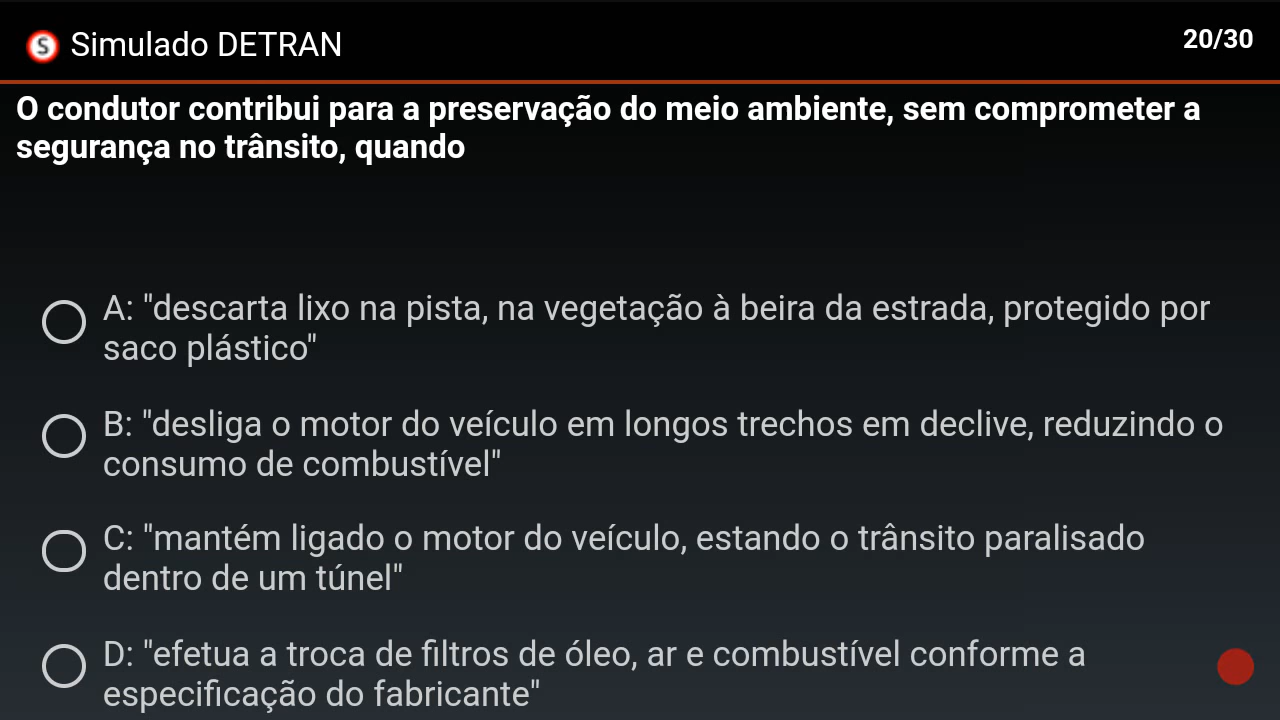 S Simulado DETRAN
20/30
O condutor contribui para a preservação do meio ambiente, sem comprometer a
segurança no trânsito, quando
A: "descarta lixo na pista, na vegetação à beira da estrada, protegido por
saco plástico"
B: "desliga o motor do veículo em longos trechos em declive, reduzindo o
consumo de combustível"
C: "mantém ligado o motor do veículo, estando o trânsito paralisado
dentro de um túnel"
D: "efetua a troca de filtros de óleo, ar e combustível conforme a
especificação do fabricante"